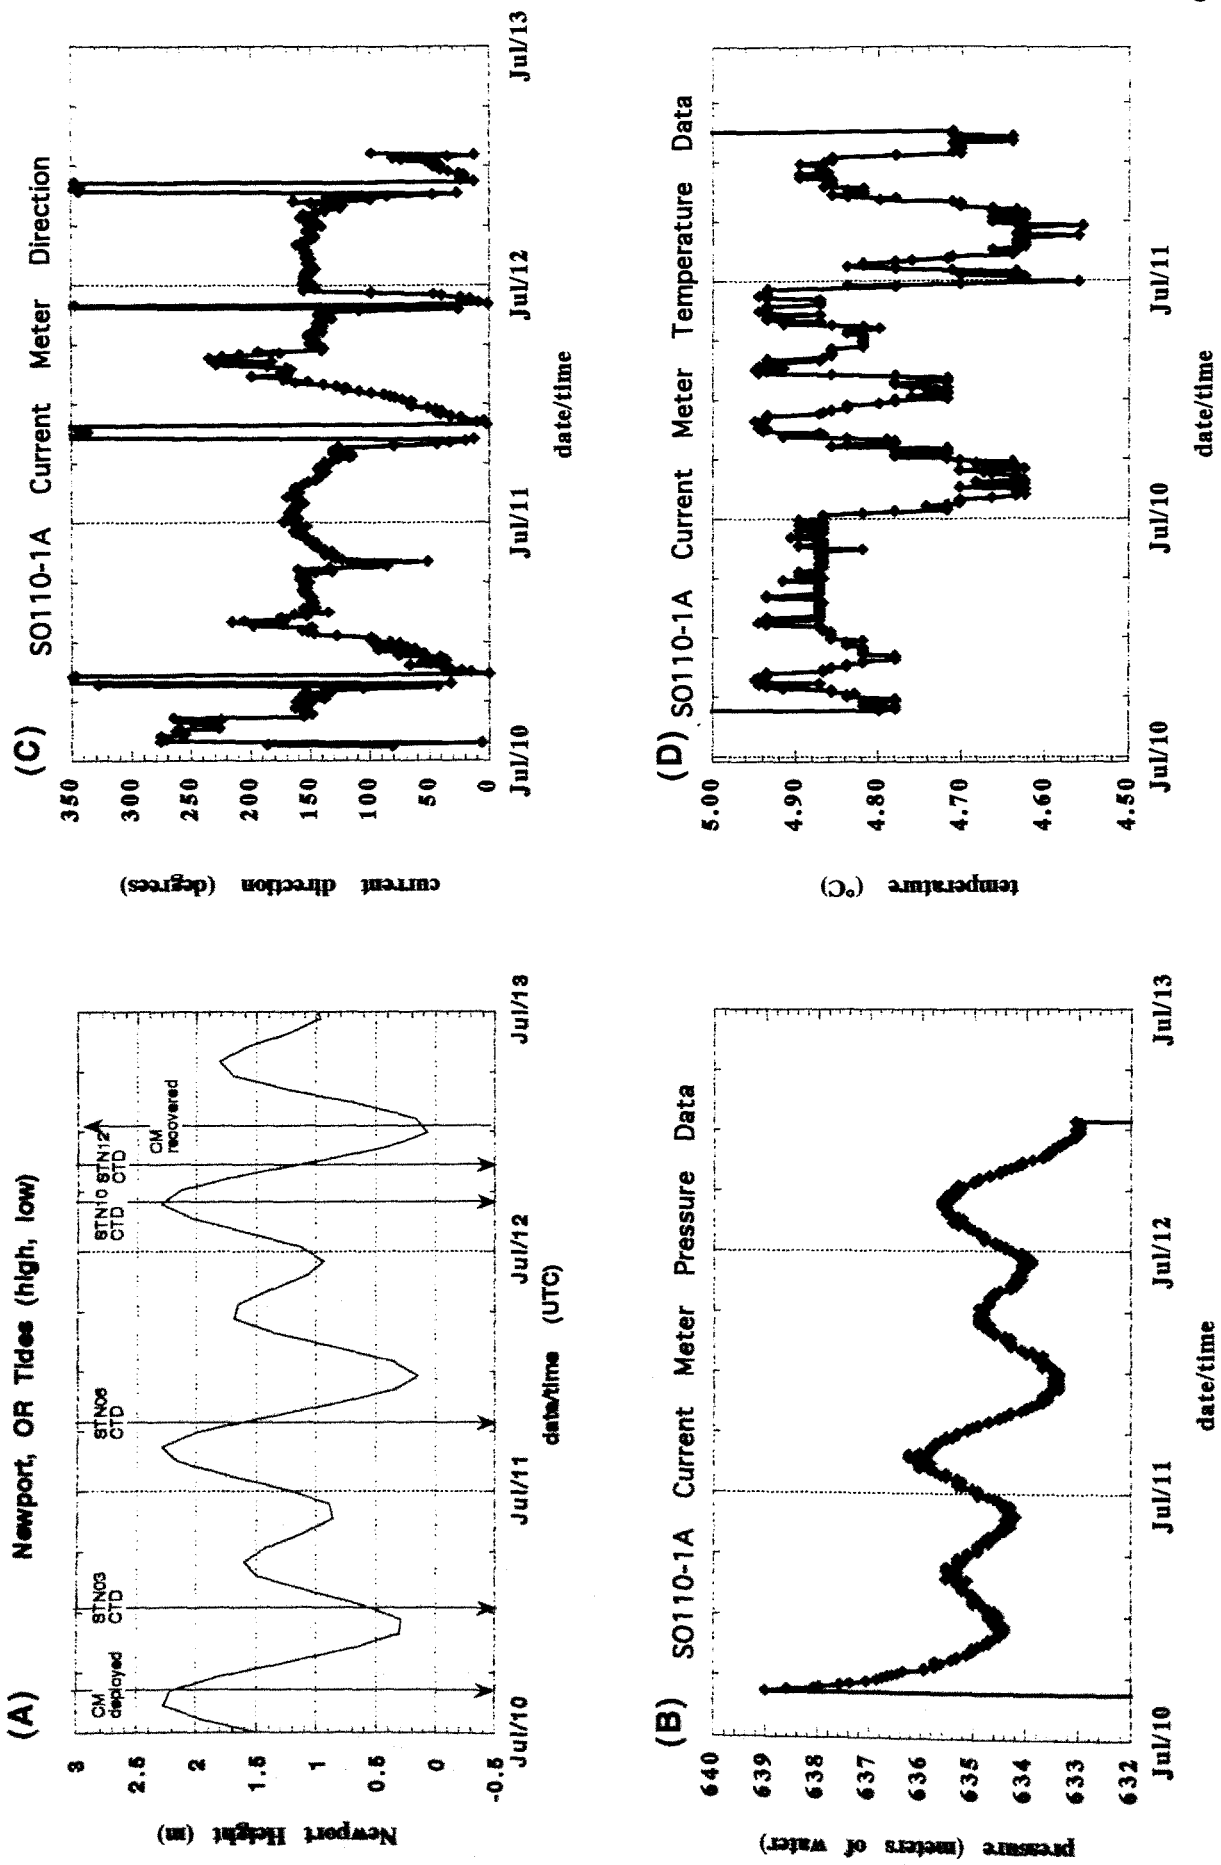 (A) Newport, OR Tides (high, low)
Newport Height (m)
3
2.5
2
1.5
1
0.5
0
-0.5
CM
deployed
STN03
CTD
STN06
CTD
STN10
CTD
STN12
CTD
CM
recovered
Jul/10 Jul/11 Jul/12 Jul/13
date/time (UTC)
(B) SO110-1A Current Meter Pressure Data
pressure (meters of water)
640
639
638
637
636
635
634
633
632
Jul/10 Jul/11 Jul/12 Jul/13
date/time
(C) SO110-1A Current Meter Direction
current direction (degrees)
350
300
250
200
150
100
50
0
Jul/10 Jul/11 Jul/12 Jul/13
date/time
(D) SO110-1A Current Meter Temperature Data
temperature (°C)
5.00
4.90
4.80
4.70
4.60
4.50
Jul/10 Jul/10 Jul/11
date/time